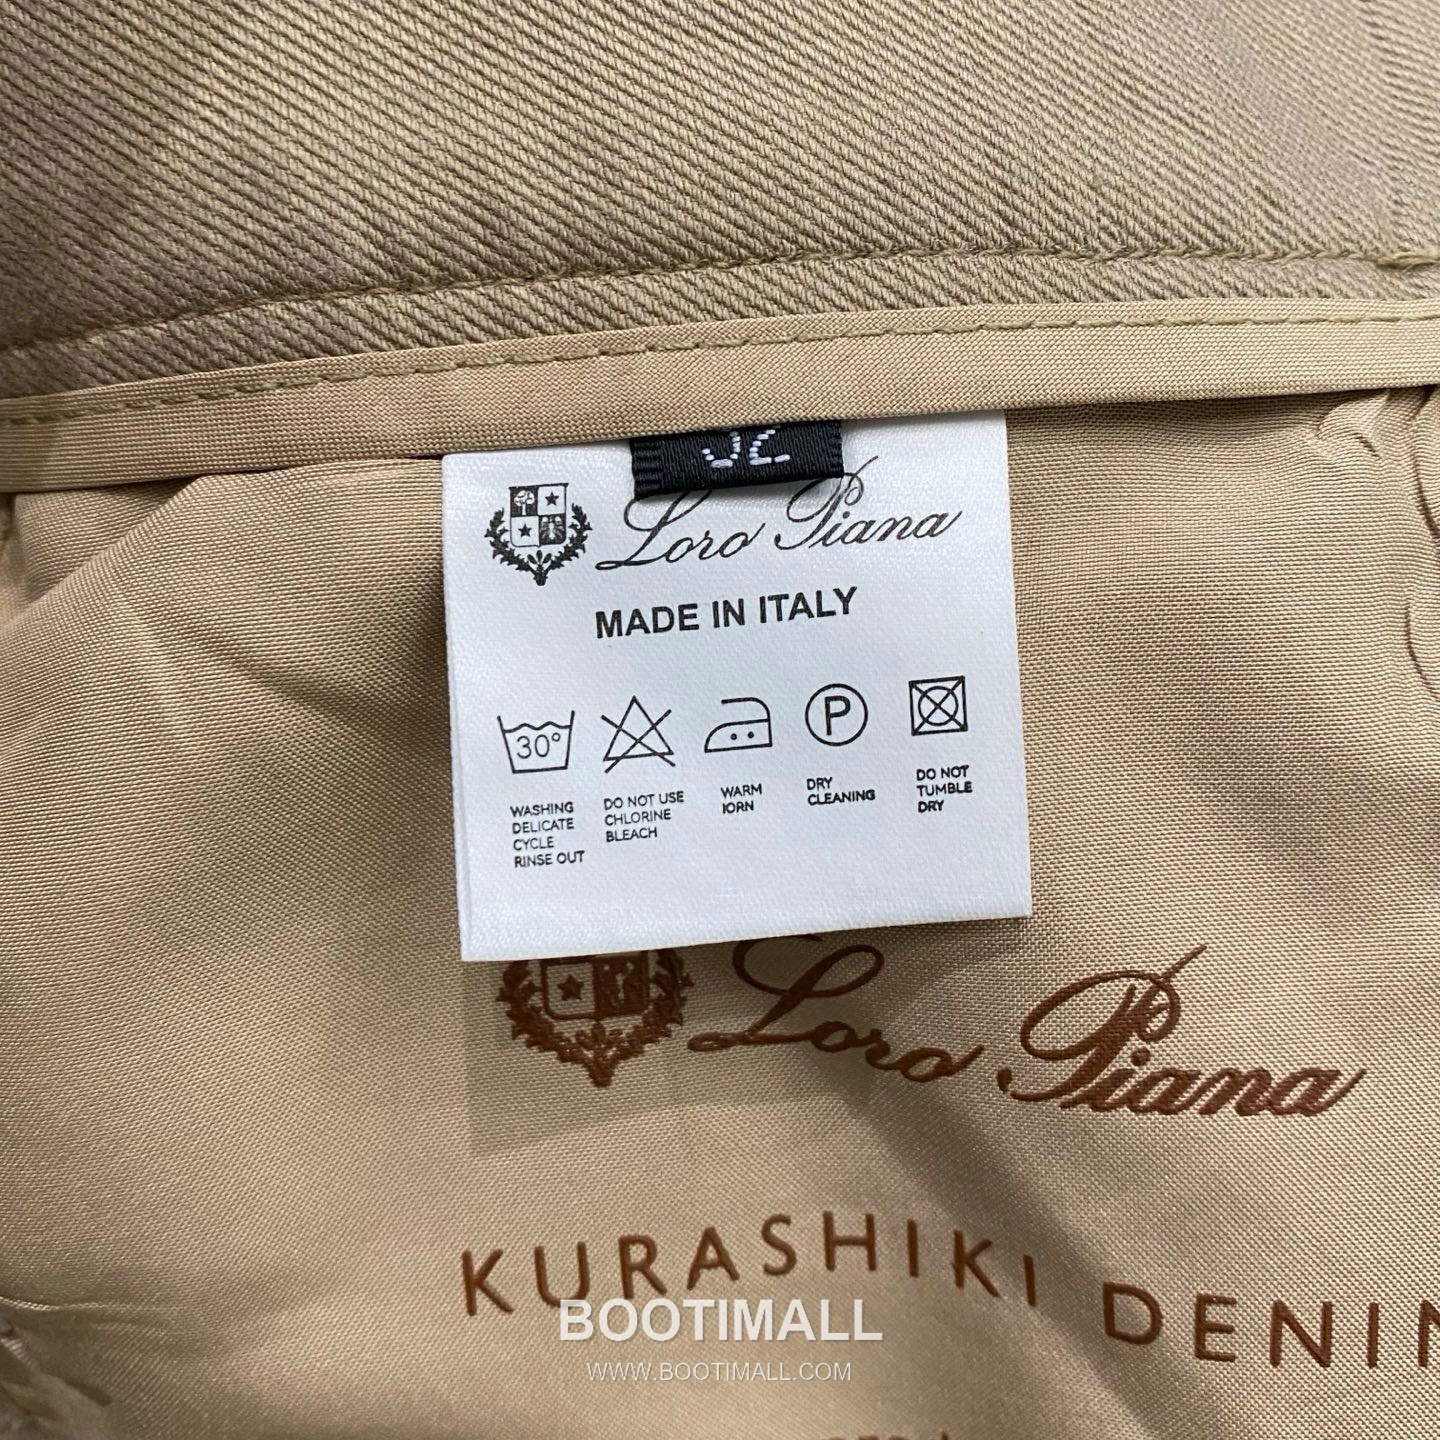 32
Loro Piana
MADE IN ITALY
30°
P
WASHING
DELICATE
CYCLE
RINSE OUT
DO NOT USE
CHLORINE
BLEACH
WARM
IORN
DRY
CLEANING
DO NOT
TUMBLE
DRY
Loro Piana
KURASHIKI DENIM
BOOTIMALL
WWW.BOOTIMALL.COM